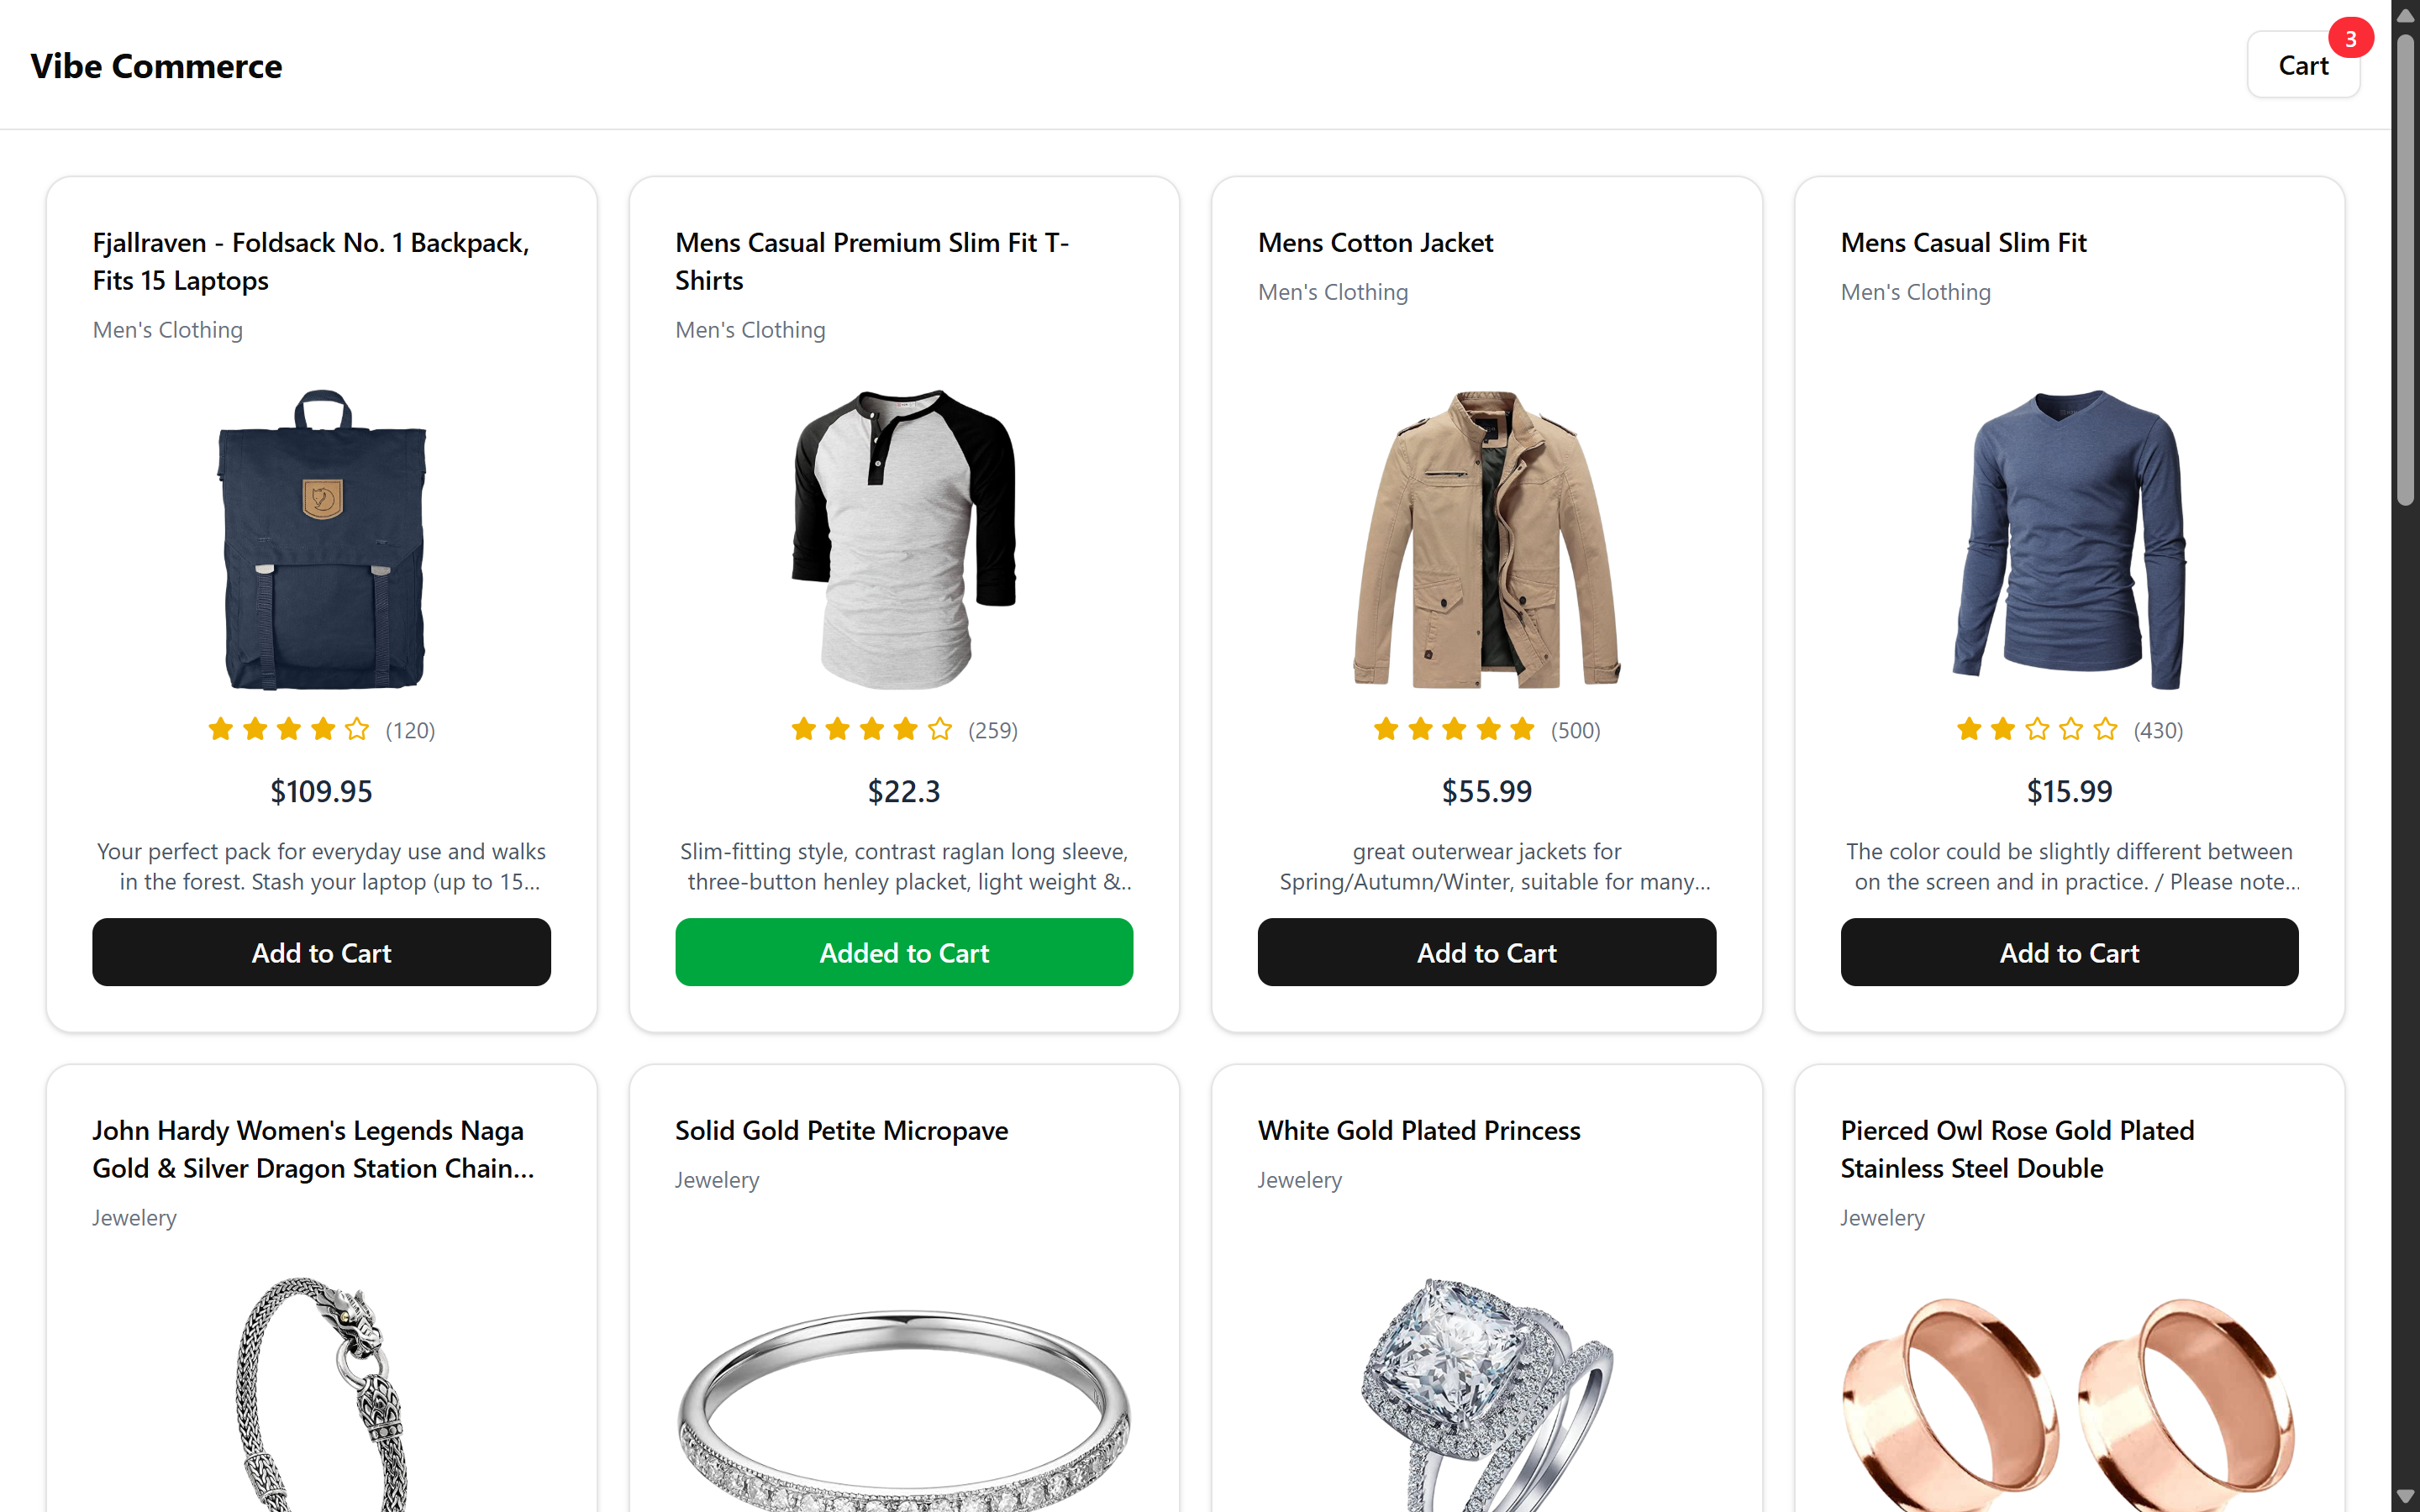 Vibe Commerce
Cart
3
Fjallraven - Foldsack No. 1 Backpack,
Fits 15 Laptops
Men's Clothing
(120)
$109.95
Your perfect pack for everyday use and walks
in the forest. Stash your laptop (up to 15...
Add to Cart
Mens Casual Premium Slim Fit T-
Shirts
Men's Clothing
(259)
$22.3
Slim-fitting style, contrast raglan long sleeve,
three-button henley placket, light weight &..
Added to Cart
Mens Cotton Jacket
Men's Clothing
(500)
$55.99
great outerwear jackets for
Spring/Autumn/Winter, suitable for many...
Add to Cart
Mens Casual Slim Fit
Men's Clothing
(430)
$15.99
The color could be slightly different between
on the screen and in practice. / Please note...
Add to Cart
John Hardy Women's Legends Naga
Gold & Silver Dragon Station Chain...
Jewelery
Solid Gold Petite Micropave
Jewelery
White Gold Plated Princess
Jewelery
Pierced Owl Rose Gold Plated
Stainless Steel Double
Jewelery